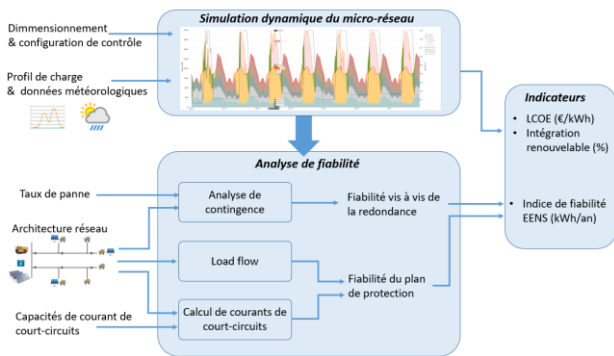 Simulation dynamique du micro-réseau
Dimmensionnement
& configuration de contrôle
Profil de charge
& données météorologiques
Indicateurs
• LCOE (€/kWh)
• Intégration
renouvelable (%)
• Indice de fiabilité
EENS (kWh/an)
Analyse de fiabilité
Taux de panne
Analyse de
contingence
Fiabilité vis à vis de
la redondance
Architecture réseau
Load flow
Fiabilité du plan
de protection
Capacités de courant de
court-circuits
Calcul de courants de
court-circuits